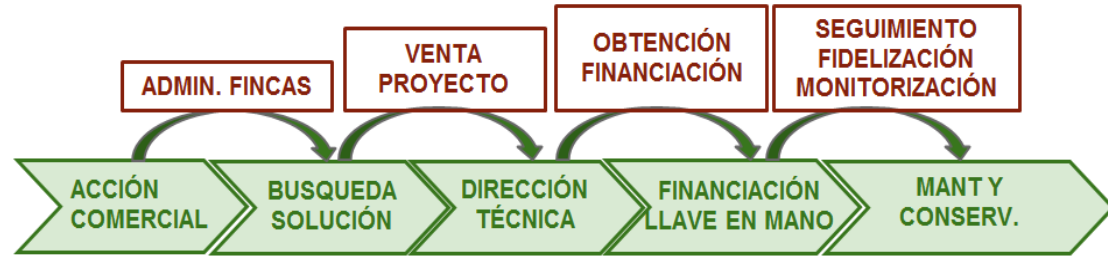 ADMIN. FINCAS
VENTA
PROYECTO
OBTENCIÓN
FINANCIACIÓN
SEGUIMIENTO
FIDELIZACIÓN
MONITORIZACIÓN
ACCIÓN
COMERCIAL
BUSQUEDA
SOLUCIÓN
DIRECCIÓN
TÉCNICA
FINANCIACIÓN
LLAVE EN MANO
MANT Y
CONSERV.